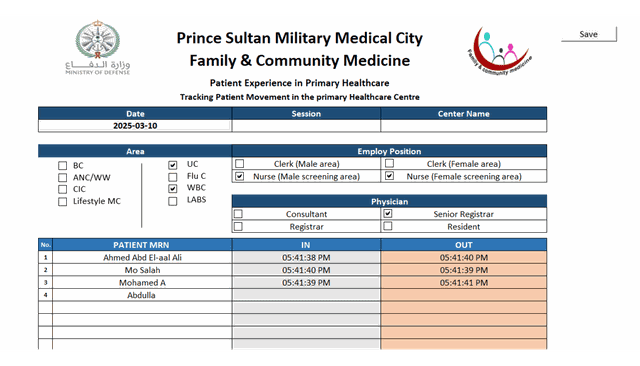 Prince Sultan Military Medical City
Save
Family & Community Medicine
وزارة الدفاع
MINISTRY OF DEFENSE
Family & community medicine
Patient Experience in Primary Healthcare
Tracking Patient Movement in the primary Healthcare Centre
Date Session Center Name
2025-03-10
Area Employ Position
BC UC Clerk (Male area) Clerk (Female area)
ANC/WW Flu C Nurse (Male screening area) Nurse (Female screening area)
CIC WBC
Lifestyle MC LABS Physician
Consultant Senior Registrar
Registrar Resident
No. PATIENT MRN IN OUT
1 Ahmed Abd El-aal Ali 05:41:38 PM 05:41:40 PM
2 Mo Salah 05:41:40 PM 05:41:39 PM
3 Mohamed A 05:41:39 PM 05:41:41 PM
4 Abdulla